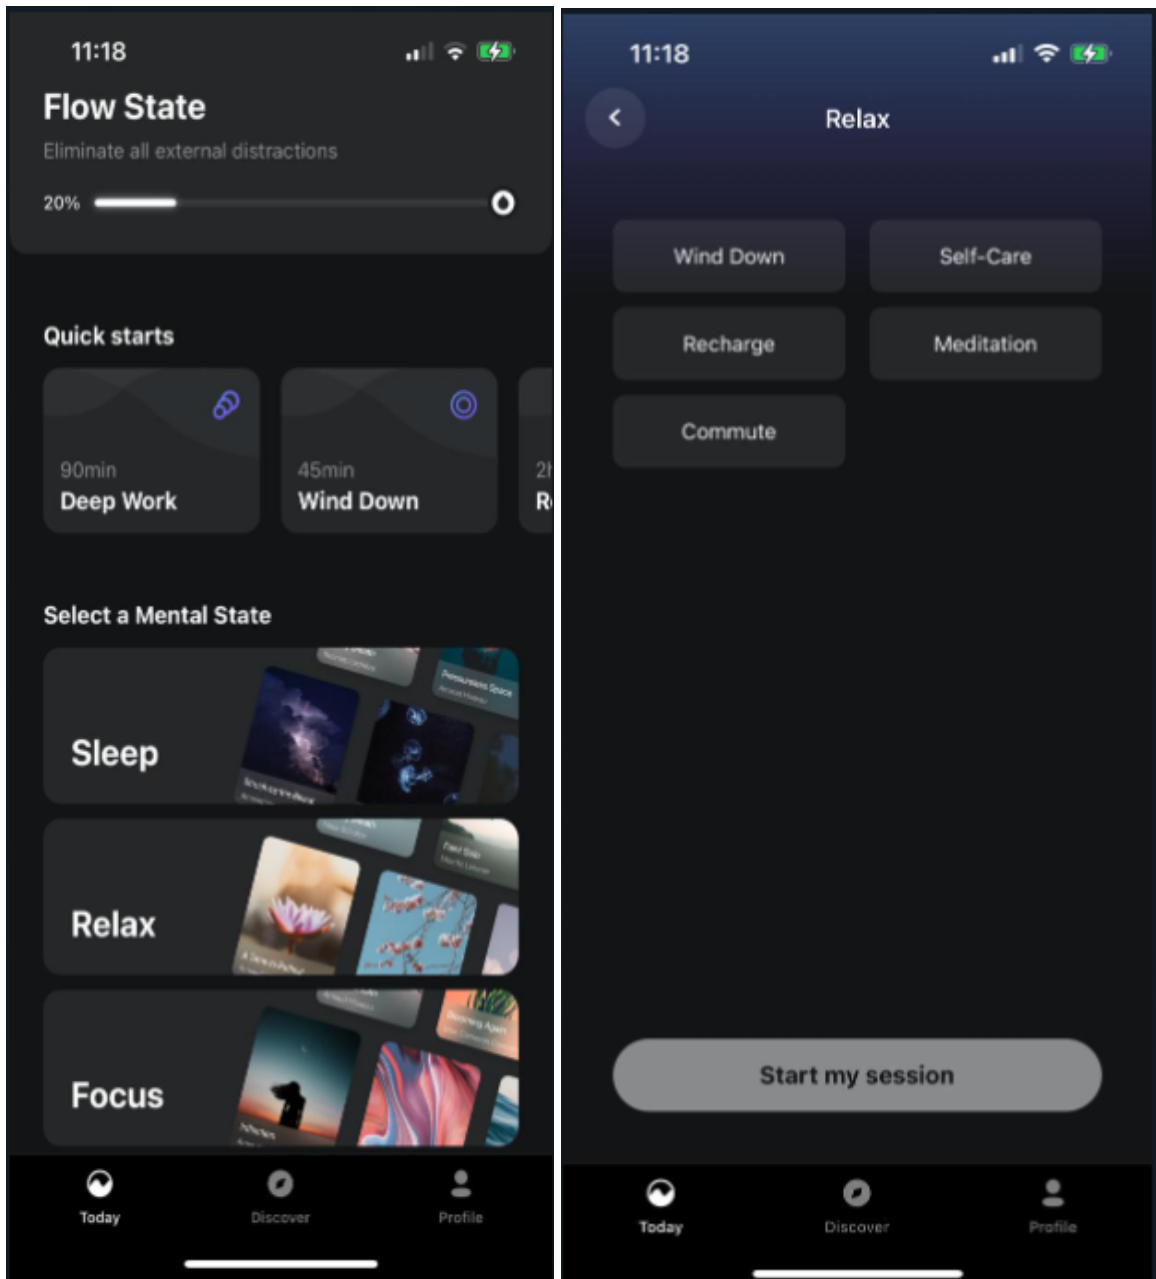 11:18
Flow State
Eliminate all external distractions
20%
Quick starts
90min
Deep Work
45min
Wind Down
Select a Mental State
Sleep
Relax
Focus
Today
Discover
Profile
11:18
Relax
Wind Down
Self-Care
Recharge
Meditation
Commute
Start my session
Today
Discover
Profile